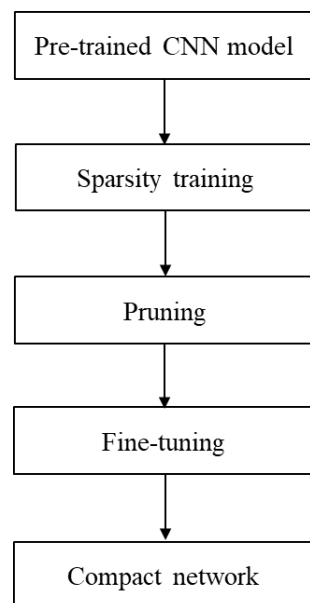 Pre-trained CNN model
Sparsity training
Pruning
Fine-tuning
Compact network